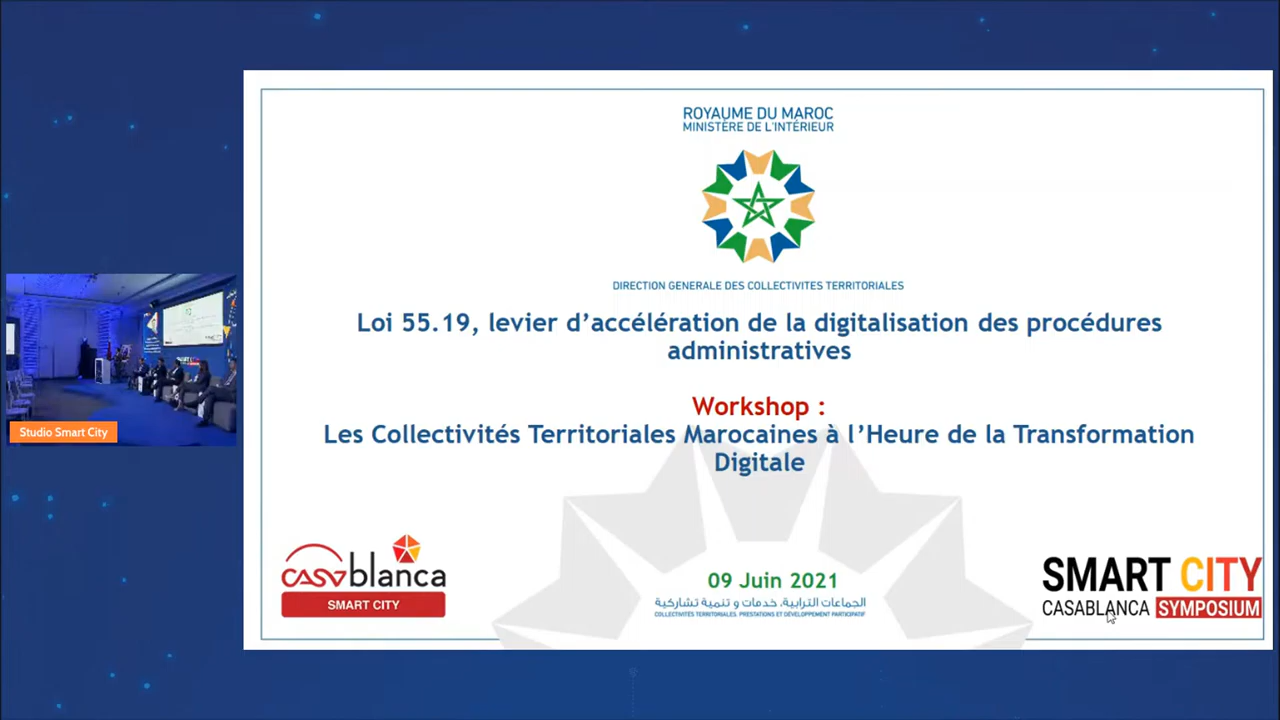 ROYAUME DU MAROC
MINISTÈRE DE L'INTÉRIEUR
DIRECTION GENERALE DES COLLECTIVITES TERRITORIALES
Loi 55.19, levier d'accélération de la digitalisation des procédures
administratives
Workshop :
Les Collectivités Territoriales Marocaines à l'Heure de la Transformation
Digitale
Studio Smart City
casablanca
SMART CITY
09 Juin 2021
الجماعات الترابية، خدمات و تنمية تشاركية
COLLECTIVITÉS TERRITORIALES, PRESTATIONS ET DÉVELOPPEMENT PARTICIPATIF
SMART CITY
CASABLANCA SYMPOSIUM